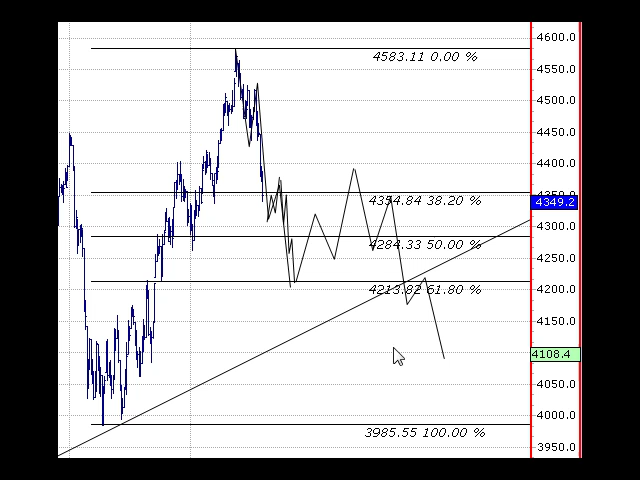 4600.0
4583.11 0.00 %
4550.0
4500.0
4450.0
4400.0
4354.84 38.20 %
4349.2
4300.0
4284.33 50.00 %
4250.0
4213.82 61.80 %
4200.0
4150.0
4108.4
4050.0
4000.0
3985.55 100.00 %
3950.0